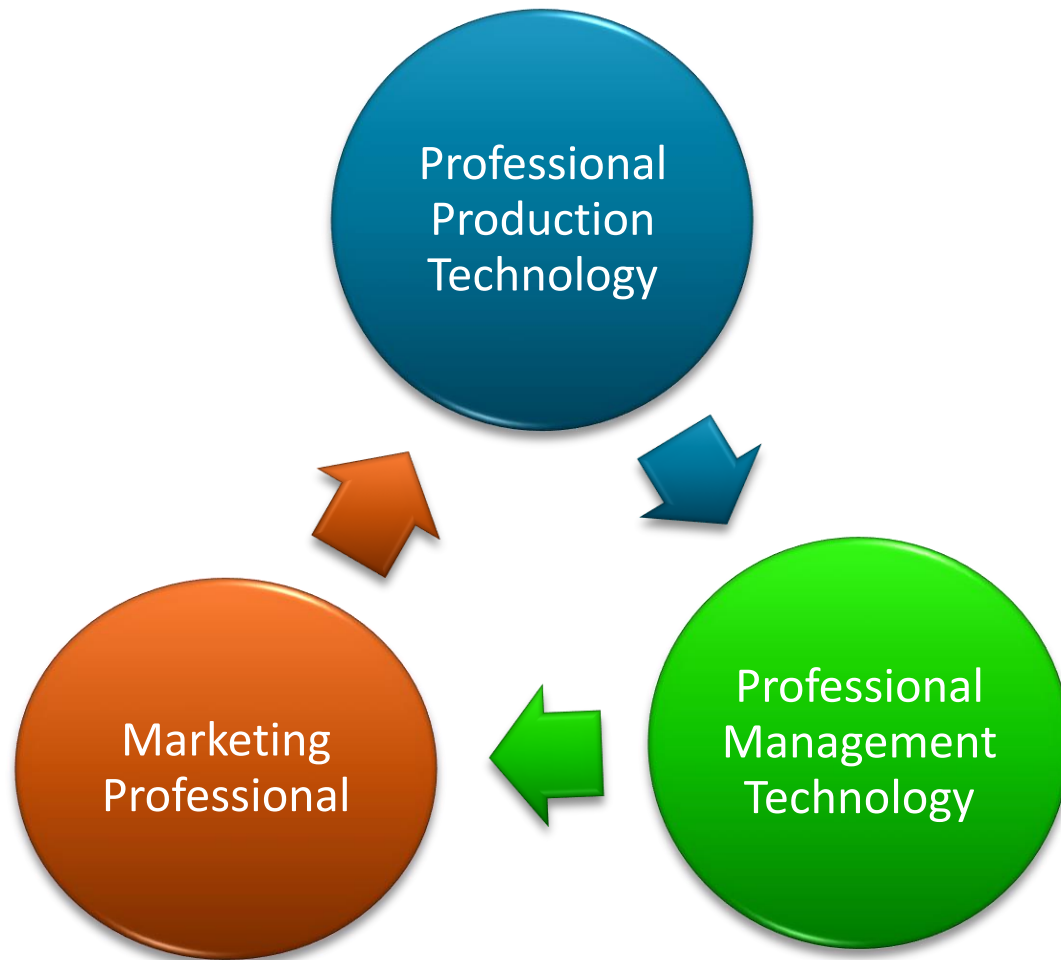 Professional
Production
Technology
Professional
Management
Technology
Marketing
Professional